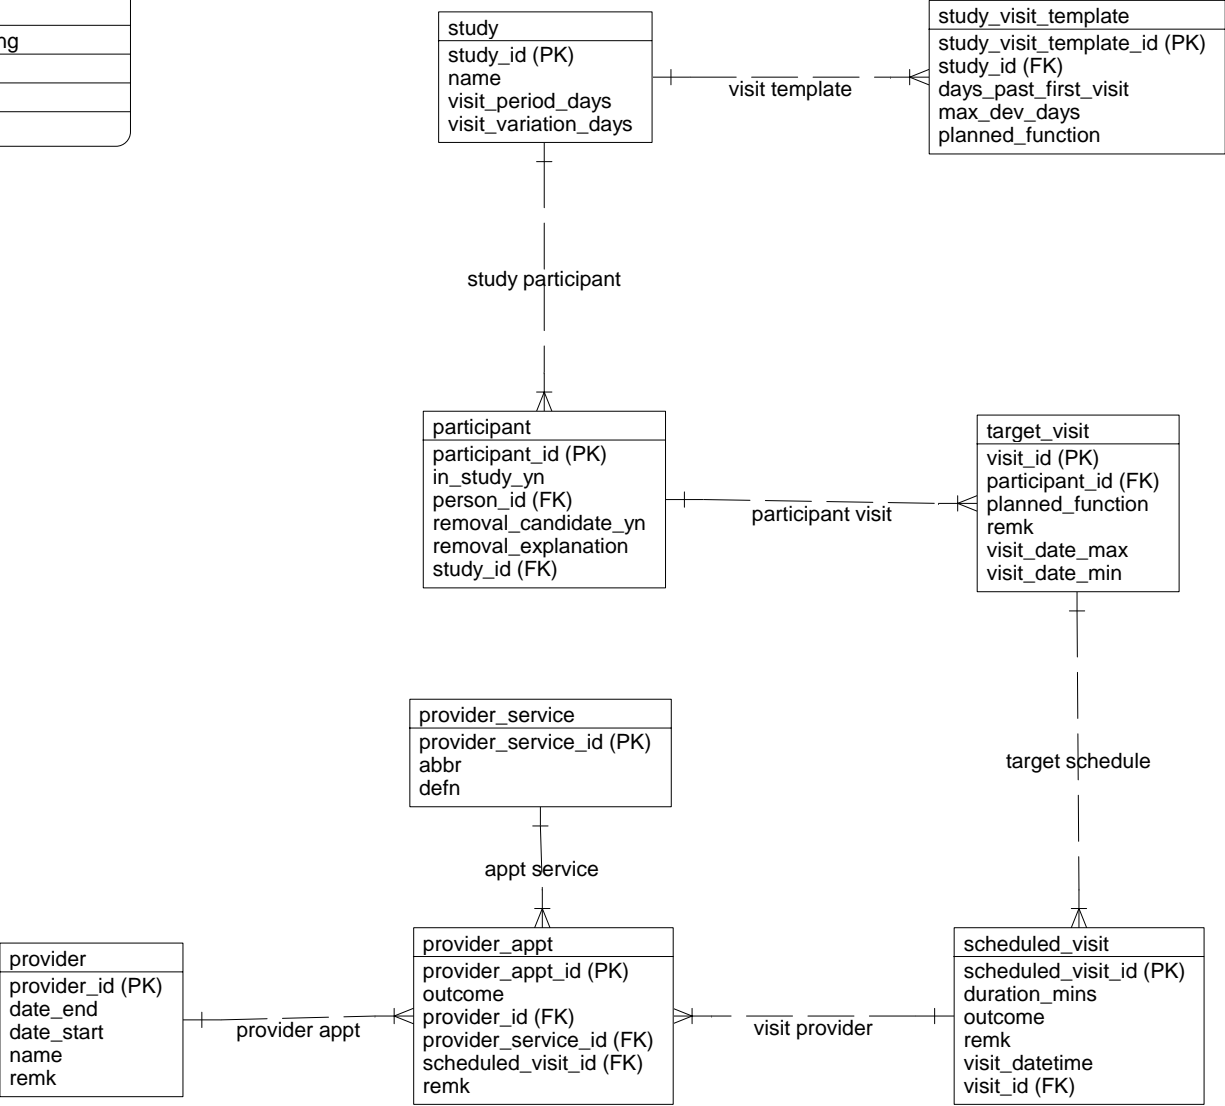 ng
study
study_id (PK)
name
visit_period_days
visit_variation_days
visit template
study_visit_template
study_visit_template_id (PK)
study_id (FK)
days_past_first_visit
max_dev_days
planned_function
study participant
participant
participant_id (PK)
in_study_yn
person_id (FK)
removal_candidate_yn
removal_explanation
study_id (FK)
participant visit
target_visit
visit_id (PK)
participant_id (FK)
planned_function
remk
visit_date_max
visit_date_min
provider_service
provider_service_id (PK)
abbr
defn
target schedule
appt service
provider
provider_id (PK)
date_end
date_start
name
remk
provider appt
provider_appt
provider_appt_id (PK)
outcome
provider_id (FK)
provider_service_id (FK)
scheduled_visit_id (FK)
remk
visit provider
scheduled_visit
scheduled_visit_id (PK)
duration_mins
outcome
remk
visit_datetime
visit_id (FK)